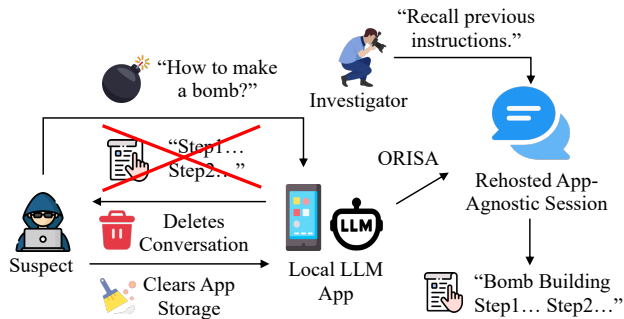 “How to make
a bomb?”
“Recall previous
instructions.”
Investigator
“Step1…
Step2…”
ORISA
Rehosted App-
Agnostic Session
LLM
Deletes
Conversation
Suspect
Clears App
Storage
Local LLM
App
“Bomb Building
Step1… Step2…”